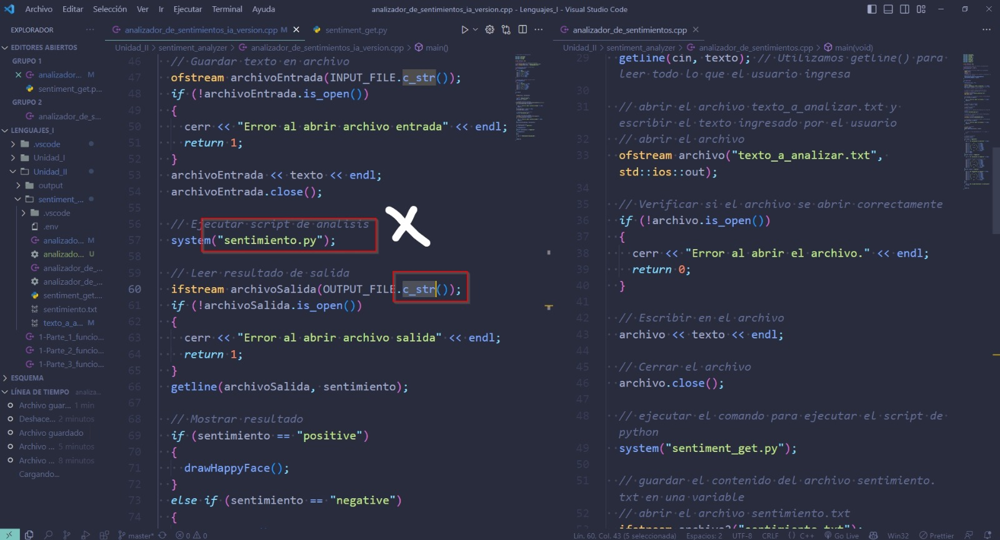 Archivo Editar Selección Ver Ir Ejecutar Terminal Ayuda
analizador_de_sentimientos_ia_version.cpp - Lenguajes_I - Visual Studio Code
EXPLORADOR
EDITORES ABIERTOS
GRUPO 1
analizador... M
sentiment_get.p...
GRUPO 2
analizador_de_s...
LENGUAJES_I
.vscode
Unidad_I
Unidad_II
output
sentiment_...
.vscode
.env
analizado... M
analizado... U
analizador_de_...
analizador_de_...
sentiment_get....
sentimiento.txt
texto_a_a... M
1-Parte_1_funcio...
1-Parte_2_funcio...
1-Parte_3_funcio...
ESQUEMA
LÍNEA DE TIEMPO analiza...
Archivo guar... 1 min
Deshace... 2 minutos
Archivo guardado
Archivo ... 5 minutos
Archivo ... 8 minutos
Cargando...
analizador_de_sentimientos_ia_version.cpp M
sentiment_get.py
Unidad_II > sentiment_analyzer > analizador_de_sentimientos_ia_version.cpp > main()
46 // Guardar texto en archivo
47 ofstream archivoEntrada(INPUT_FILE.c_str());
48 if (!archivoEntrada.is_open())
49 {
50 cerr << "Error al abrir archivo entrada" << endl;
51 return 1;
52 }
53 archivoEntrada << texto << endl;
54 archivoEntrada.close();
55
56 // Ejecutar script de analisis
57 system("sentimiento.py");
58
59 // Leer resultado de salida
60 ifstream archivoSalida(OUTPUT_FILE.c_str());
61 if (!archivoSalida.is_open())
62 {
63 cerr << "Error al abrir archivo salida" << endl;
64 return 1;
65 }
66 getline(archivoSalida, sentimiento);
67
68 // Mostrar resultado
69 if (sentimiento == "positive")
70 {
71 drawHappyFace();
72 }
73 else if (sentimiento == "negative")
74 {
analizador_de_sentimientos.cpp
Unidad_II > sentiment_analyzer > analizador_de_sentimientos.cpp > main(void)
29 getline(cin, texto); // Utilizamos getline() para
leer todo lo que el usuario ingresa
30
31 // abrir el archivo texto_a_analizar.txt y
escribir el texto ingresado por el usuario
32 // abrir el archivo
33 ofstream archivo("texto_a_analizar.txt",
std::ios::out);
34
35 // Verificar si el archivo se abrir correctamente
36 if (!archivo.is_open())
37 {
38 cerr << "Error al abrir el archivo." << endl;
39 return 0;
40 }
41
42 // Escribir en el archivo
43 archivo << texto << endl;
44
45 // Cerrar el archivo
46 archivo.close();
47
48 // ejecutar el comando para ejecutar el script de
python
49 system("sentiment_get.py");
50
51 // guardar el contenido del archivo sentimiento.
txt en una variable
52 // abrir el archivo sentimiento.txt
ifstream archivo2("sentimiento.txt");
master* 0 0
Lín. 60, Col. 43 (5 seleccionada) Espacios: 2 UTF-8 CRLF {} C++ Go Live Win32 Prettier